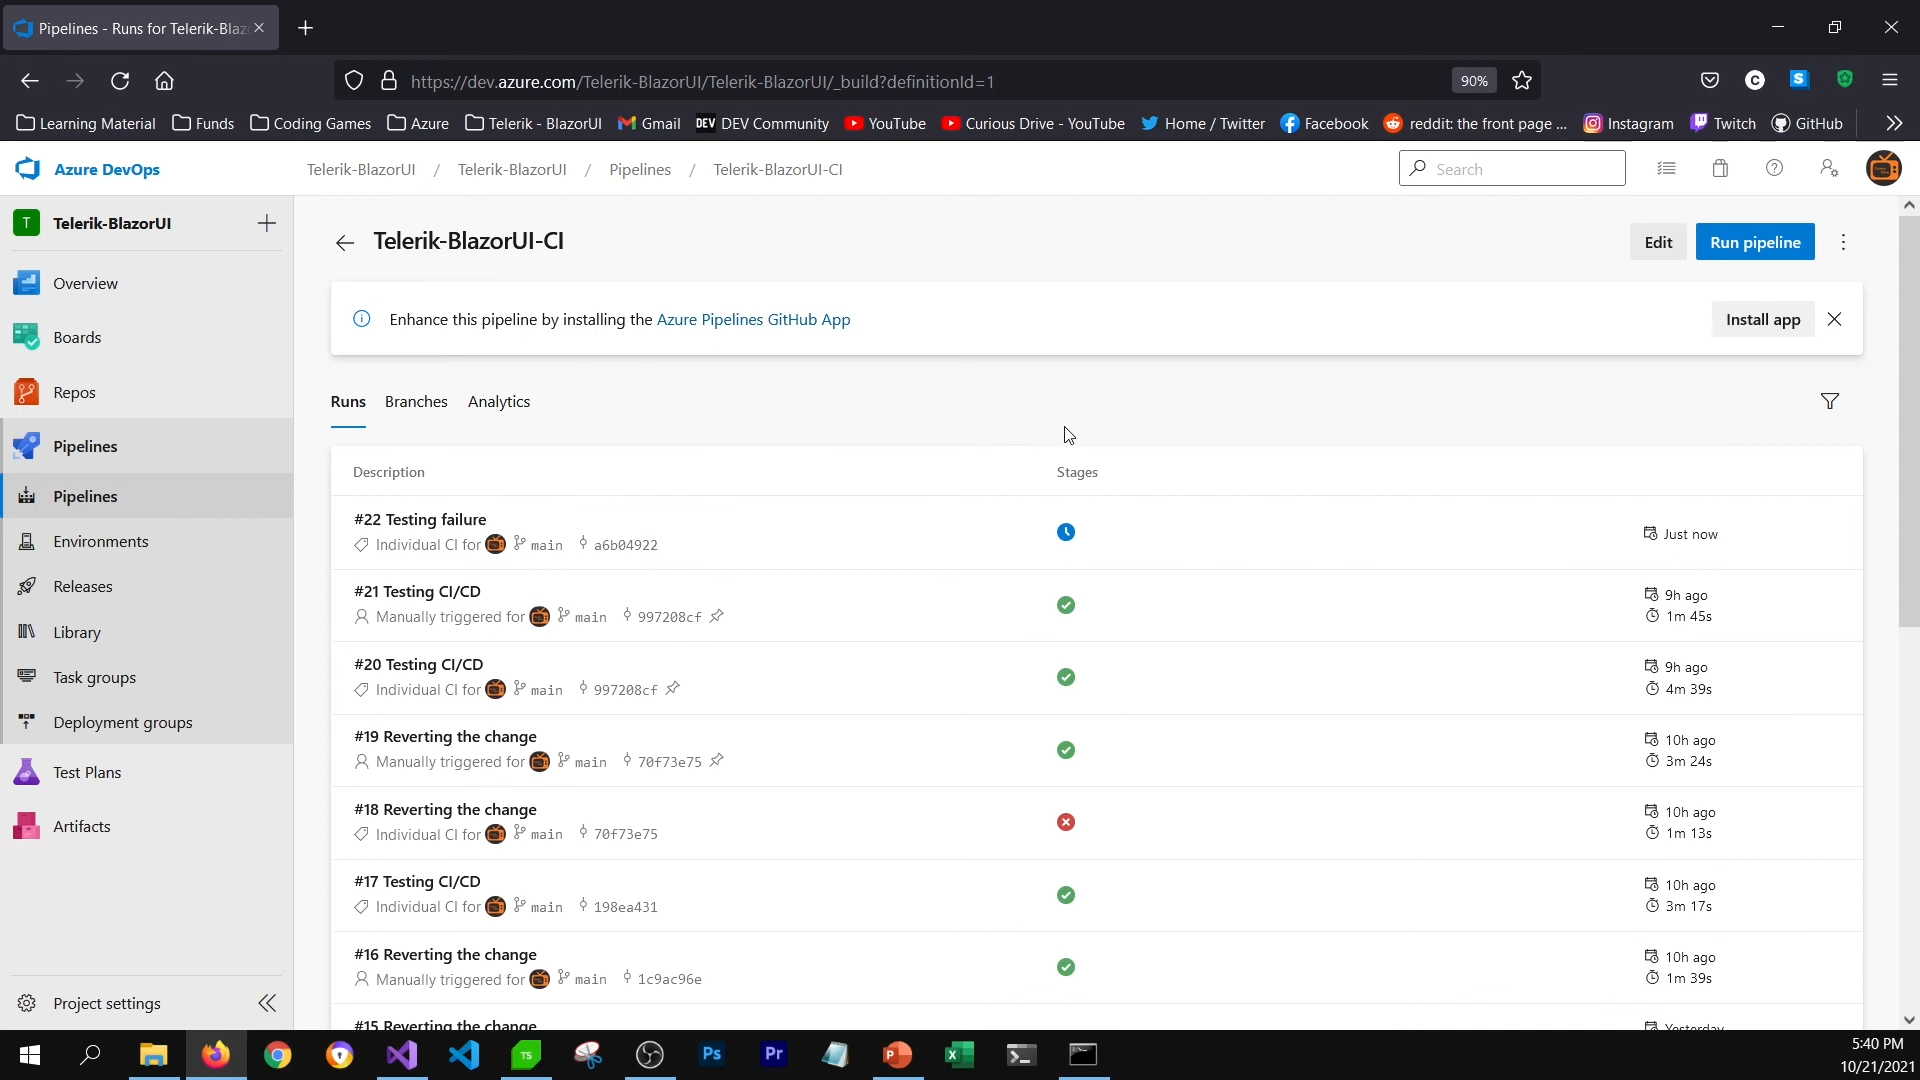 Pipelines - Runs for Telerik-Blaz
https://dev.azure.com/Telerik-BlazorUI/Telerik-BlazorUI/_build?definitionId=1
90%
Learning Material
Funds
Coding Games
Azure
Telerik - BlazorUI
Gmail
DEV DEV Community
YouTube
Curious Drive - YouTube
Home / Twitter
Facebook
reddit: the front page ...
Instagram
Twitch
GitHub
Azure DevOps
Telerik-BlazorUI / Telerik-BlazorUI / Pipelines / Telerik-BlazorUI-CI
Search
T Telerik-BlazorUI
Overview
Boards
Repos
Pipelines
Pipelines
Environments
Releases
Library
Task groups
Deployment groups
Test Plans
Artifacts
Project settings
Telerik-BlazorUI-CI
Edit
Run pipeline
Enhance this pipeline by installing the Azure Pipelines GitHub App
Install app
Runs
Branches
Analytics
Description
Stages
#22 Testing failure
Individual CI for main a6b04922
Just now
#21 Testing CI/CD
Manually triggered for main 997208cf
9h ago
1m 45s
#20 Testing CI/CD
Individual CI for main 997208cf
9h ago
4m 39s
#19 Reverting the change
Manually triggered for main 70f73e75
10h ago
3m 24s
#18 Reverting the change
Individual CI for main 70f73e75
10h ago
1m 13s
#17 Testing CI/CD
Individual CI for main 198ea431
10h ago
3m 17s
#16 Reverting the change
Manually triggered for main 1c9ac96e
10h ago
1m 39s
#15 Reverting the change
Yesterday
5:40 PM
10/21/2021